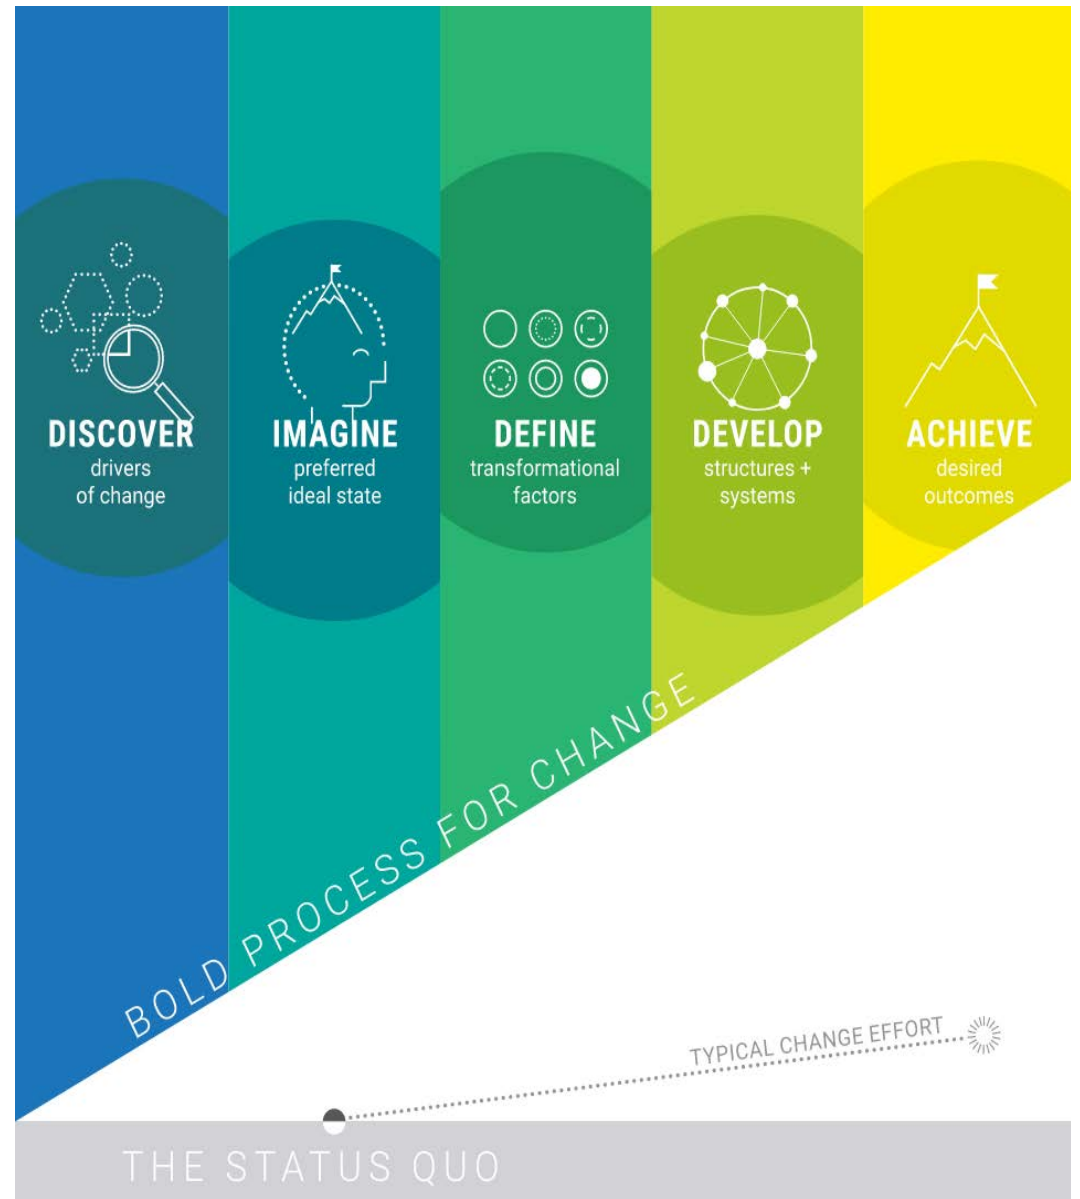 DISCOVER
drivers
of change
IMAGINE
preferred
ideal state
DEFINE
transformational
factors
DEVELOP
structures +
systems
ACHIEVE
desired
outcomes
BOLD PROCESS FOR CHANGE
TYPICAL CHANGE EFFORT
THE STATUS QUO